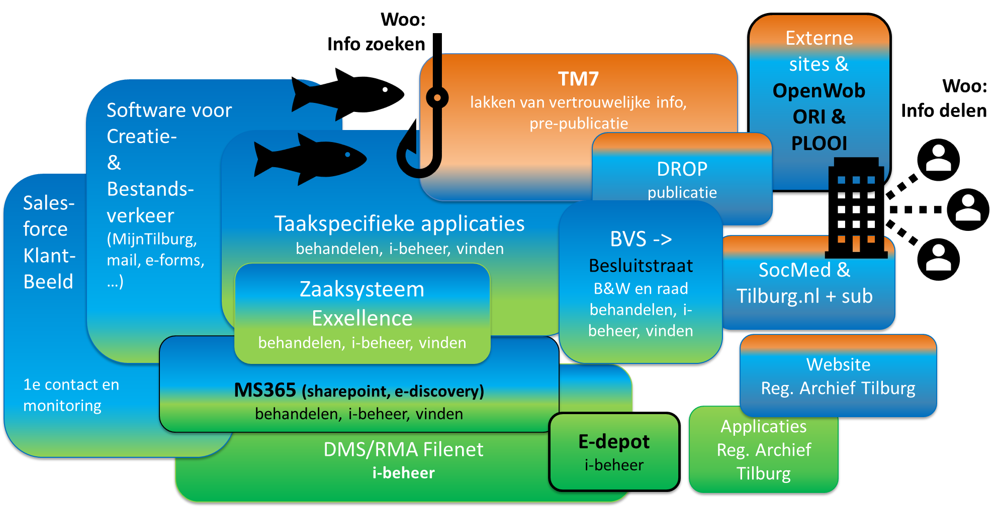 Woo:
Info zoeken
Externe
sites &
OpenWob
ORI &
PLOOI
TM7
lakken van vertrouwelijke info,
pre-publicatie
Woo:
Info delen
Software voor
Creatie-
&
Bestands-
verkeer
(MijnTilburg,
mail, e-forms,
...)
DROP
publicatie
Sales-
force
Klant-
Beeld
1e contact en
monitoring
Taakspecifieke applicaties
behandelen, i-beheer, vinden
BVS ->
Besluitstraat
B&W en raad
behandelen, i-
beheer, vinden
SocMed &
Tilburg.nl + sub
Zaaksysteem
Exxellence
behandelen, i-beheer, vinden
MS365 (sharepoint, e-discovery)
behandelen, i-beheer, vinden
Website
Reg. Archief Tilburg
DMS/RMA Filenet
i-beheer
E-depot
i-beheer
Applicaties
Reg. Archief
Tilburg